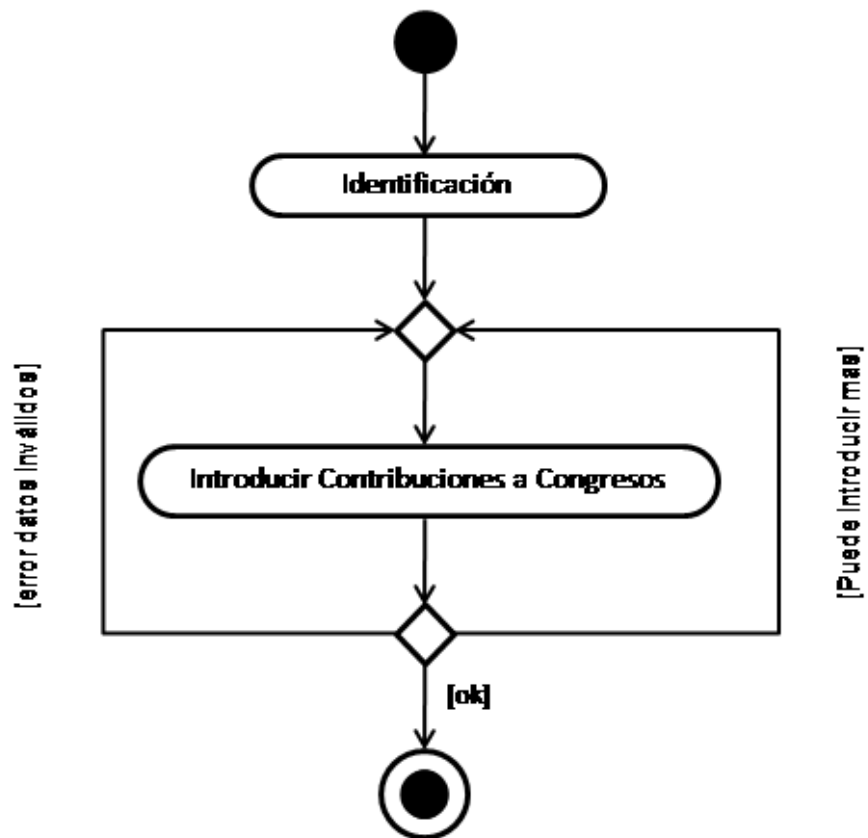 Identificación
[error datos inválidos]
[Puede Introducir mas]
Introducir Contribuciones a Congresos
[ok]